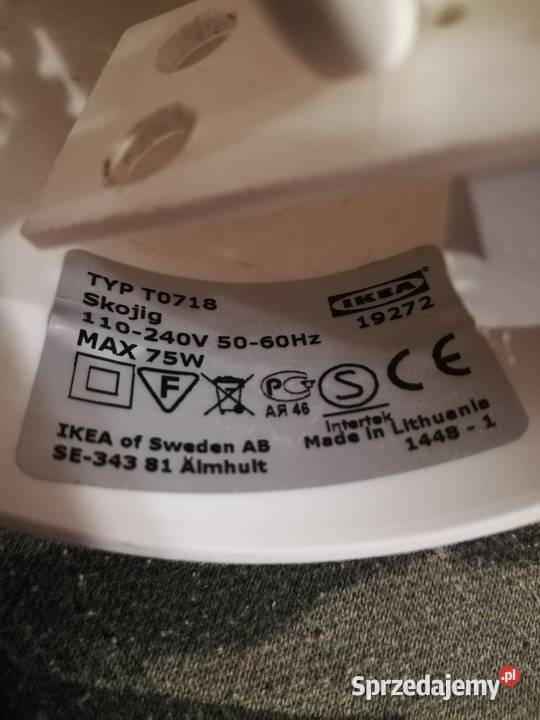 TYP T0718
Skojig
110-240V 50-60Hz
MAX 75W
IKEA
19272
F
PG
АЯ 46
S
Intertek
CE
IKEA of Sweden AB
SE-343 81 Älmhult
Made in Lithuania
1448 - 1
Sprzedajemy.pl